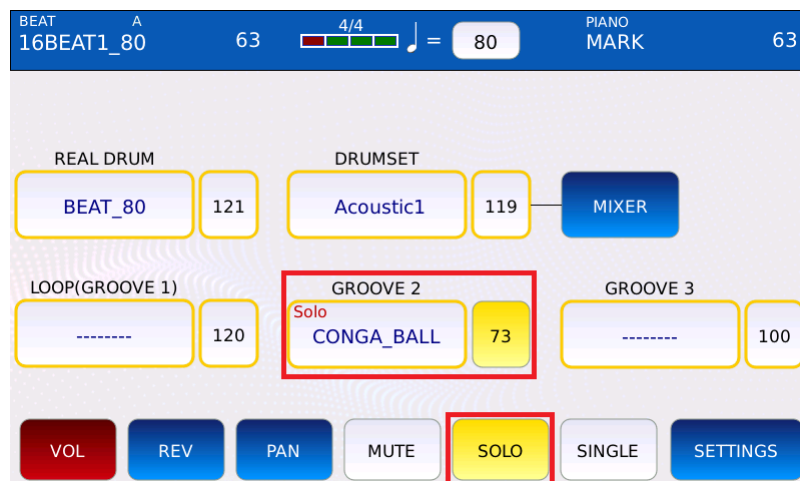 BEAT A
16BEAT1_80 63
4/4
= 80
PIANO
MARK 63
REAL DRUM
BEAT_80 121
DRUMSET
Acoustic1 119
MIXER
LOOP(GROOVE 1)
-------- 120
GROOVE 2
Solo
CONGA_BALL 73
GROOVE 3
-------- 100
VOL REV PAN MUTE SOLO SINGLE SETTINGS